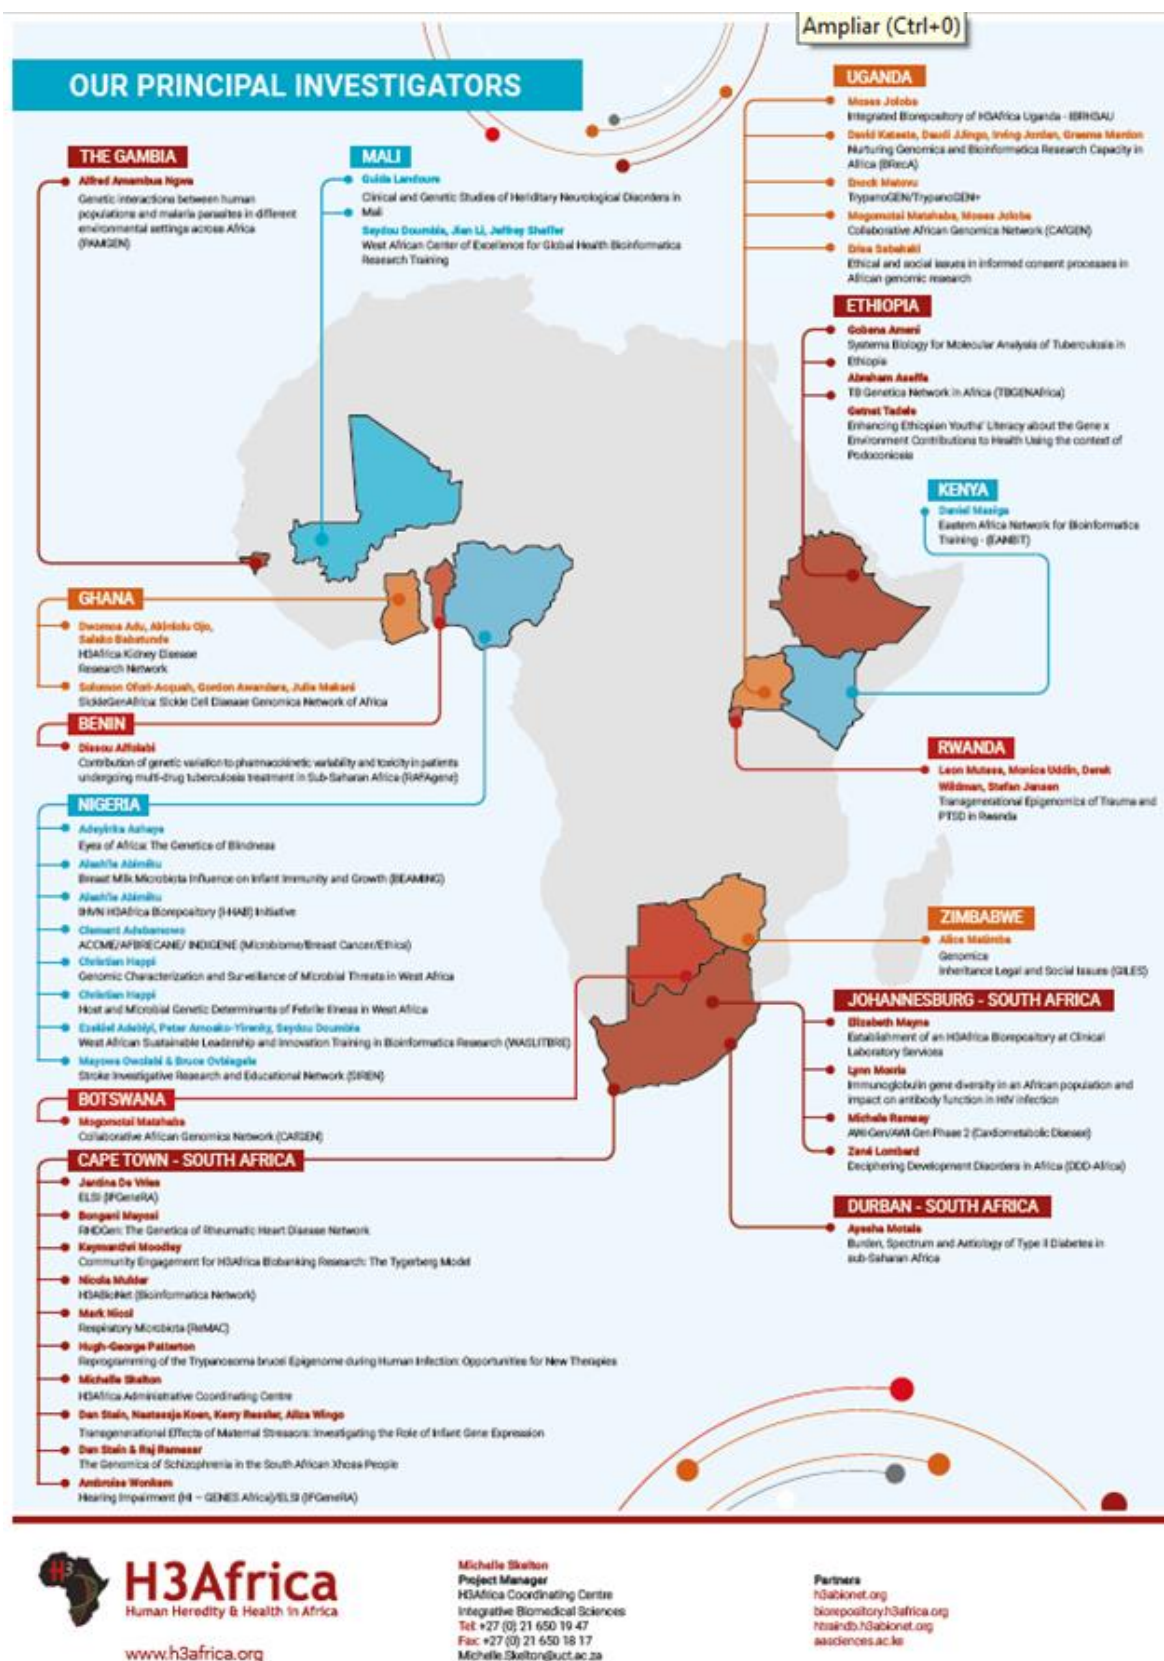 Ampliar (Ctrl+0)
OUR PRINCIPAL INVESTIGATORS
THE GAMBIA
Alfred Amambua Ngwa
Genetic interactions between human
populations and malaria parasites in different
environmental settings across Africa
(PAMGEN)
MALI
Guida Landoure
Clinical and Genetic Studies of Heriditary Neurological Disorders in
Mali
Seydou Doumbia, Jian Li, Jeffrey Shaffer
West African Center of Excellence for Global Health Bioinformatics
Research Training
UGANDA
Moses Joloba
Integrated Biorepository of H3Africa Uganda - IBRH3AU
David Kateete, Daudi Jjingo, Irving Jordan, Graeme Mardon
Nurturing Genomics and Bioinformatics Research Capacity in
Africa (BRecA)
Enock Matovu
TrypanoGEN/TrypanoGEN+
Mogomotsi Matshaba, Moses Joloba
Collaborative African Genomics Network (CAfGEN)
Erisa
Ethical and social issues in informed consent processes in
African genomic research
ETHIOPIA
Gobena Ameni
Systems Biology for Molecular Analysis of Tuberculosis in
Ethiopia
Abraham Aseffa
TB Genetics Network in Africa (TBGENAfrica)
Getnet Tadele
Enhancing Ethiopian Youths' Literacy about the Gene x
Environment Contributions to Health Using the context of
Podoconiosis
KENYA
Daniel Masiga
Eastern Africa Network for Bioinformatics
Training - (EANBIT)
GHANA
Dwomoa Adu, Akinlolu Ojo,
Salako Babatunde
H3Africa Kidney Disease
Research Network
Solomon Ofori-Acquah, Gordon Awandare, Julie Makani
SickleGenAfrica: Sickle Cell Disease Genomics Network of Africa
BENIN
Dissou Affolabi
Contribution of genetic variation to pharmacokinetic variability and toxicity in patients
undergoing multi-drug tuberculosis treatment in Sub-Saharan Africa (RAFAgene)
RWANDA
Leon Mutesa, Monica Uddin, Derek
Wildman, Stefan Jansen
Transgenerational Epigenomics of Trauma and
PTSD in Rwanda
NIGERIA
Adeyinka Ashaye
Eyes of Africa: The Genetics of Blindness
Alash'le Abimiku
Breast Milk Microbiota Influence on Infant Immunity and Growth (BEAMING)
Alash'le Abimiku
IHVN H3Africa Biorepository (I-HAB) Initiative
Clement Adebamowo
ACCME/AFBRECANE/ INDIGENE (Microbiome/Breast Cancer/Ethics)
Christian Happi
Genomic Characterization and Surveillance of Microbial Threats in West Africa
Christian Happi
Host and Microbial Genetic Determinants of Febrile Illness in West Africa
Ezekiel Adebiyi, Peter Amoako-Yirenkyi, Seydou Doumbia
West African Sustainable Leadership and Innovation Training in Bioinformatics Research (WASLITBRE)
Mayowa Owolabi & Bruce Ovbiagele
Stroke Investigative Research and Educational Network (SIREN)
ZIMBABWE
Alice Matimba
Genomics
Inheritance Legal and Social Issues (GILES)
JOHANNESBURG - SOUTH AFRICA
Elizabeth Mayne
Establishment of an H3Africa Biorepository at Clinical
Laboratory Services
Lynn Morris
Immunoglobulin gene diversity in an African population and
impact on antibody function in HIV infection
Michele Ramsay
AWI-Gen/AWI-Gen Phase 2 (Cardiometabolic Disease)
Zané Lombard
Deciphering Development Disorders in Africa (DDD-Africa)
BOTSWANA
Mogomotsi Matshaba
Collaborative African Genomics Network (CAfGEN)
CAPE TOWN - SOUTH AFRICA
Jantina De Vries
ELSI (IFGeneRA)
Bongani Mayosi
RHDGen: The Genetics of Rheumatic Heart Disease Network
Keymanthri Moodley
Community Engagement for H3Africa Biobanking Research: The Tygerberg Model
Nicola Mulder
H3ABioNet (Bioinformatics Network)
Mark Nicol
Respiratory Microbiota (ReMAC)
Hugh-George Patterton
Reprogramming of the Trypanosoma brucei Epigenome during Human Infection: Opportunities for New Therapies
Michelle Skelton
H3Africa Administrative Coordinating Centre
Dan Stein, Nastassja Koen, Kerry Ressler, Aliza Wingo
Transgenerational Effects of Maternal Stressors: Investigating the Role of Infant Gene Expression
Dan Stein & Raj Ramesar
The Genomics of Schizophrenia in the South African Xhosa People
Ambroise Wonkam
Hearing Impairment (HI – GENES Africa)/ELSI (IFGeneRA)
DURBAN - SOUTH AFRICA
Ayesha Motala
Burden, Spectrum and Aetiology of Type II Diabetes in
sub-Saharan Africa
H3
H3Africa
Human Heredity & Health in Africa
www.h3africa.org
Michelle Skelton
Project Manager
H3Africa Coordinating Centre
Integrative Biomedical Sciences
Tel: +27 (0) 21 650 19 47
Fax: +27 (0) 21 650 18 17
Michelle.Skelton@uct.ac.za
Partners
h3abionet.org
biorepository.h3africa.org
htraindb.h3abionet.org
aasciences.ac.ke